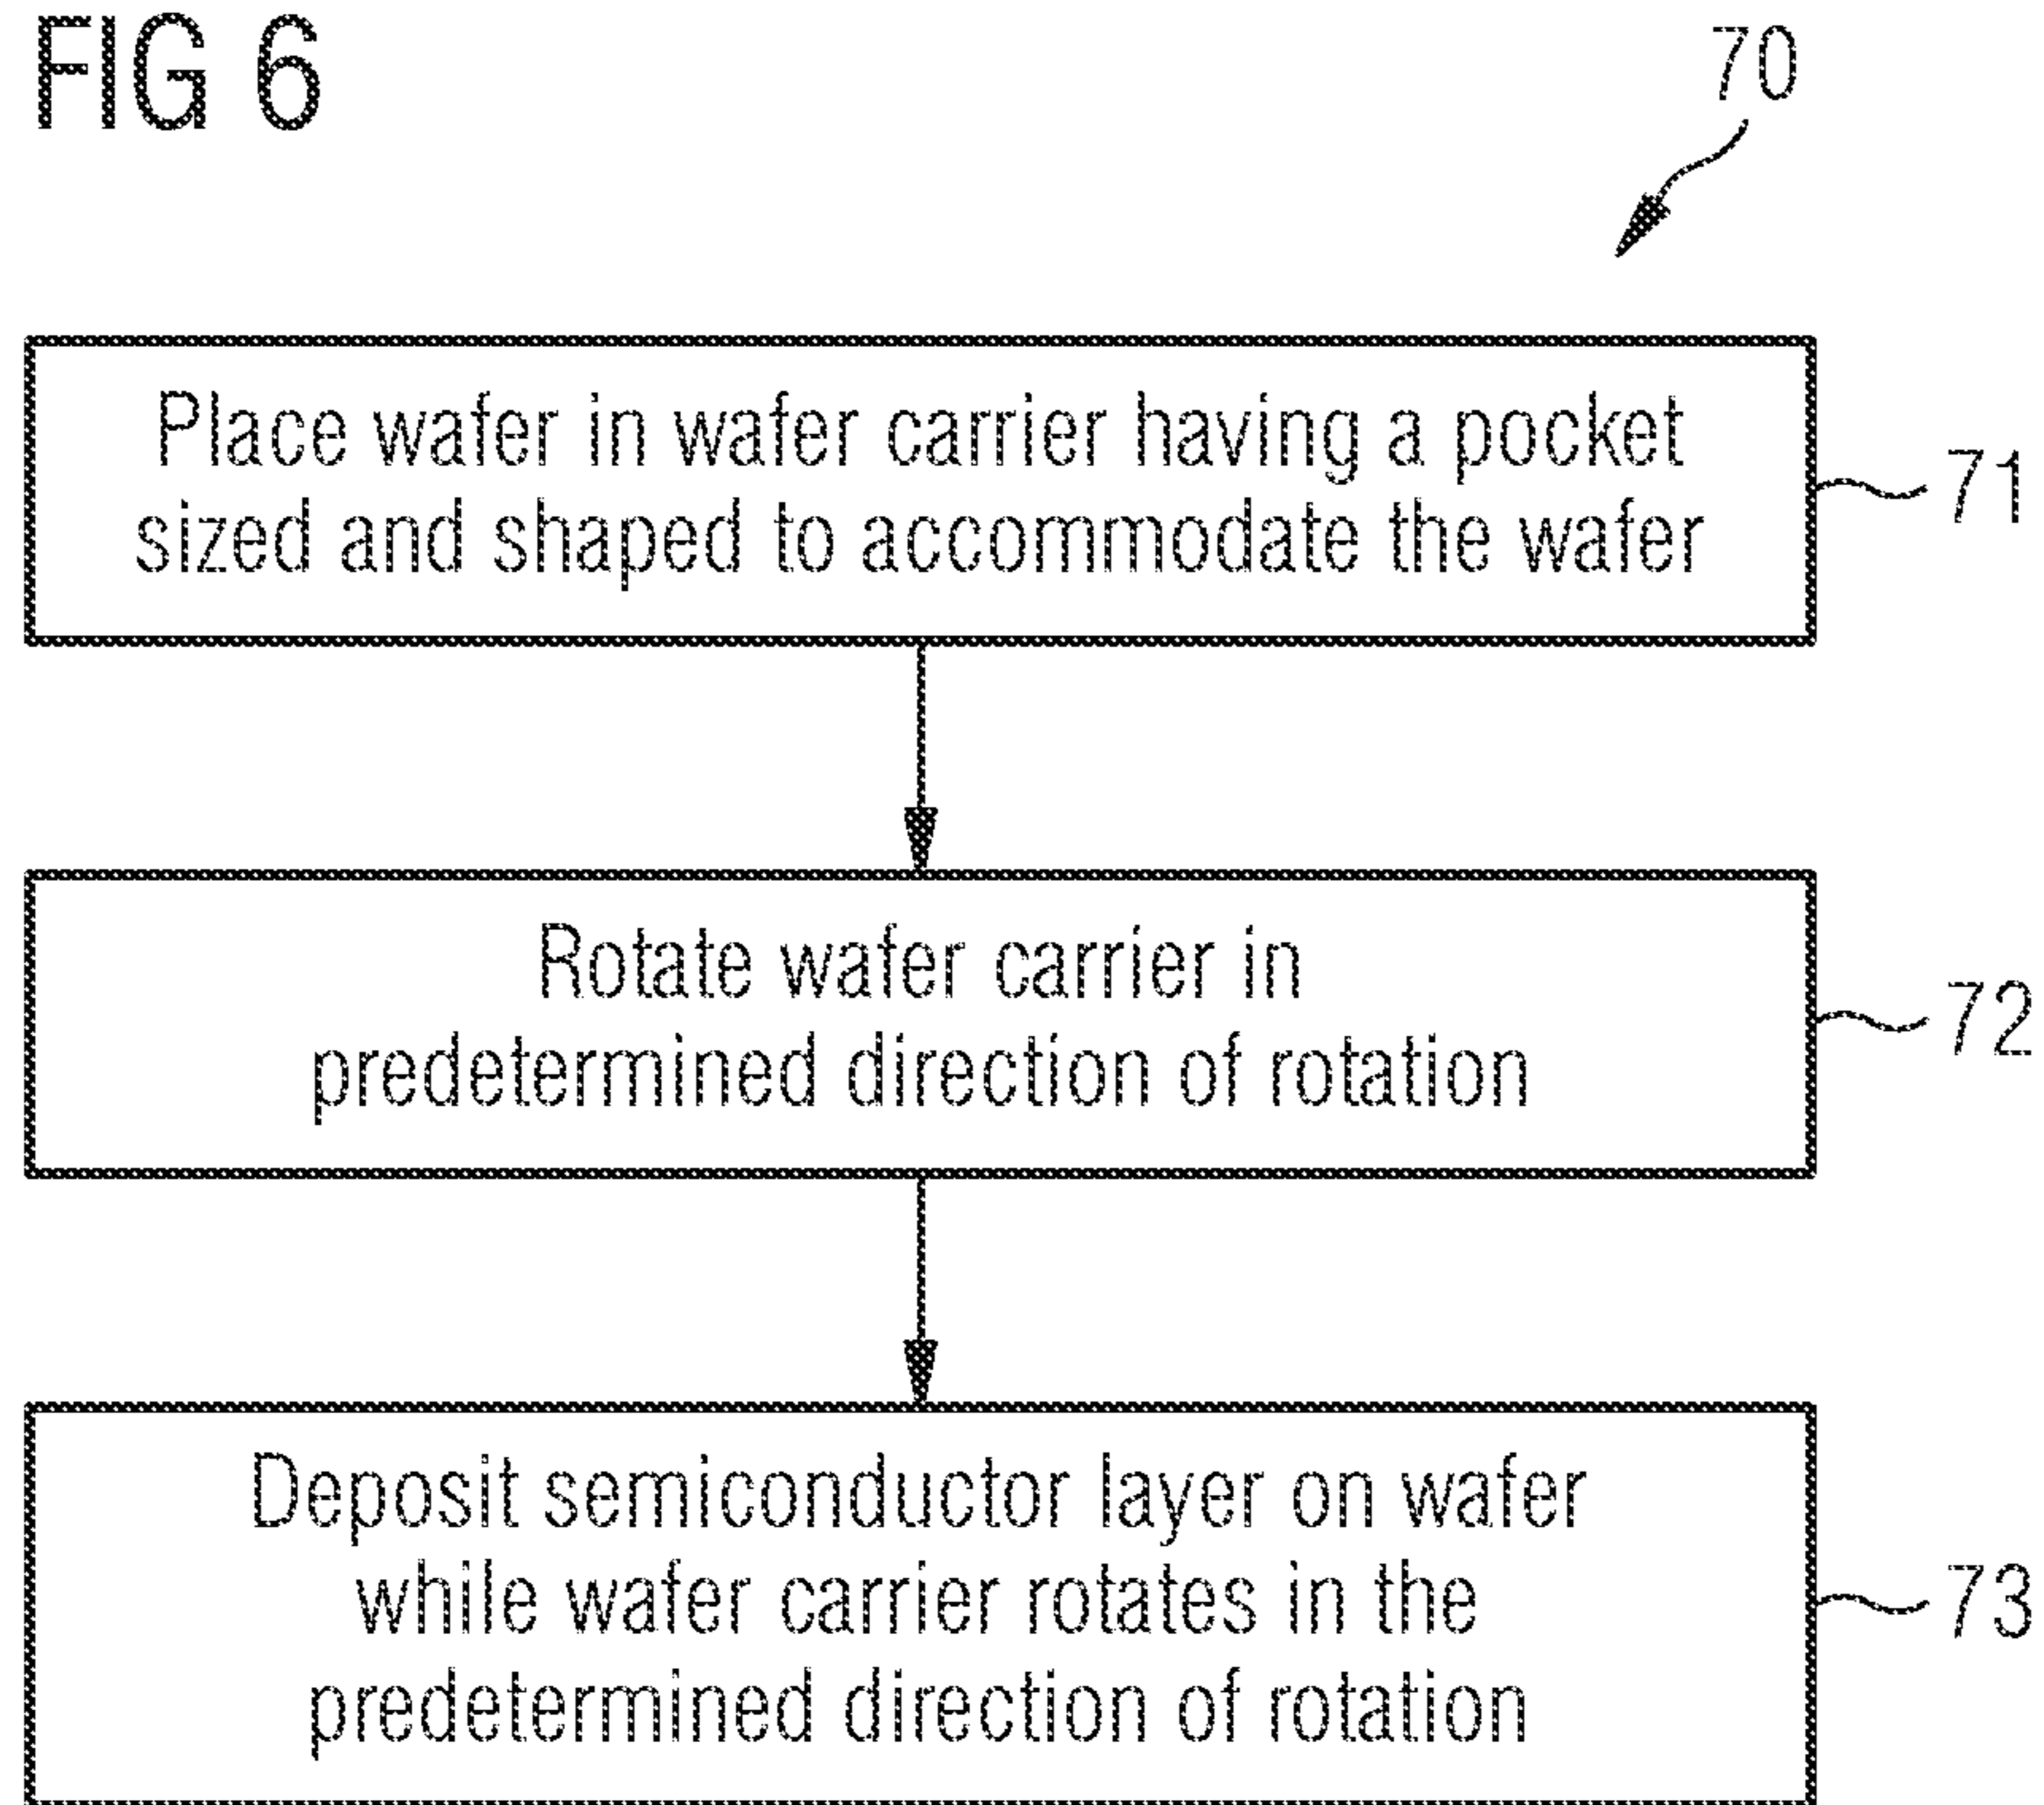 FIG 6
70
Place wafer in wafer carrier having a pocket
sized and shaped to accommodate the wafer
71
Rotate wafer carrier in
predetermined direction of rotation
72
Deposit semiconductor layer on wafer
while wafer carrier rotates in the
predetermined direction of rotation
73